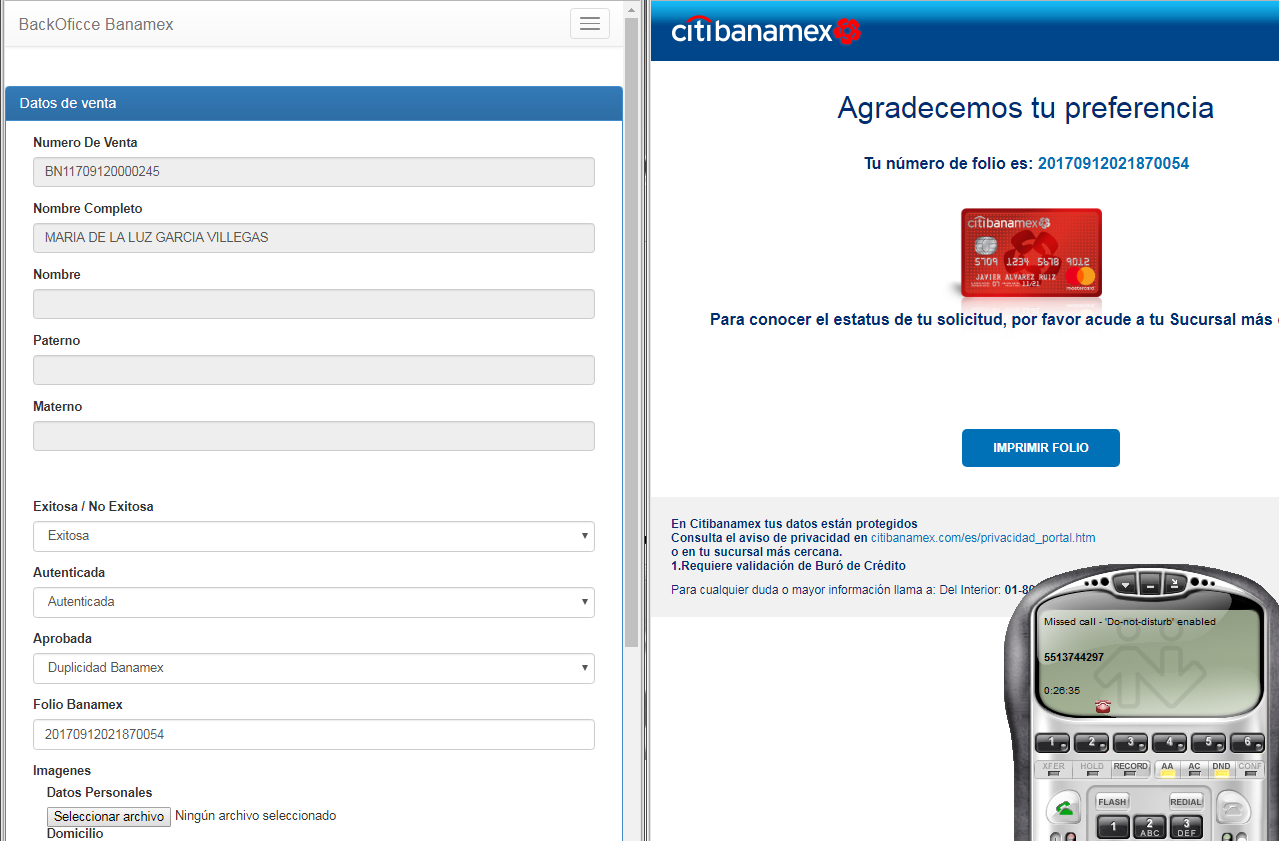 BackOficce Banamex
Datos de venta
Numero De Venta
BN11709120000245
Nombre Completo
MARIA DE LA LUZ GARCIA VILLEGAS
Nombre
Paterno
Materno
Exitosa / No Exitosa
Exitosa
Autenticada
Autenticada
Aprobada
Duplicidad Banamex
Folio Banamex
20170912021870054
Imagenes
Datos Personales
Seleccionar archivo Ningún archivo seleccionado
Domicilio
citibanamex
Agradecemos tu preferencia
Tu número de folio es: 20170912021870054
citibanamex
5709 1234 5678 9012
JAVIER ALVAREZ RUIZ
07 11/21
mastercard
Para conocer el estatus de tu solicitud, por favor acude a tu Sucursal más
IMPRIMIR FOLIO
En Citibanamex tus datos están protegidos
Consulta el aviso de privacidad en citibanamex.com/es/privacidad_portal.htm
o en tu sucursal más cercana.
1.Requiere validación de Buró de Crédito
Para cualquier duda o mayor información llama a: Del Interior: 01-80
Missed call - 'Do-not-disturb' enabled
5513744297
0:26:35
1 2 3 4 5 6
XFER HOLD RECORD AA AC DND CONF
FLASH REDIAL
1 2 ABC 3 DEF